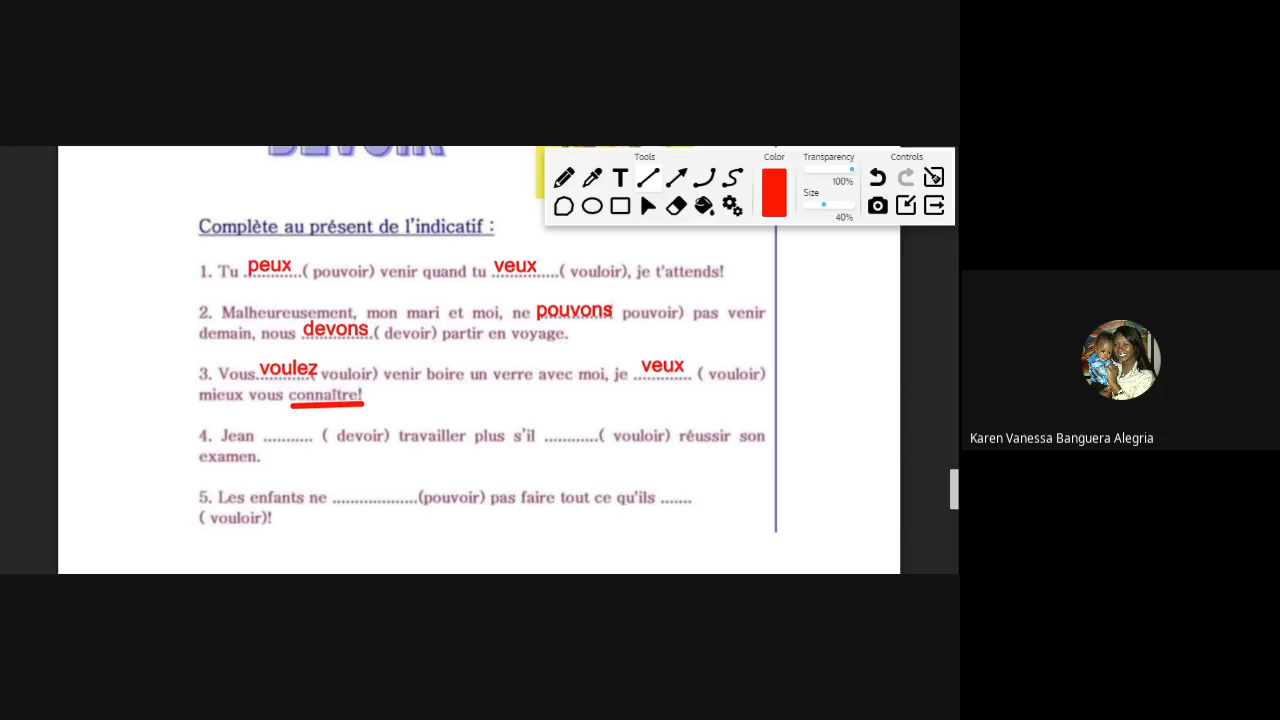 DEVOIR
Tools
Color
Transparency
Controls
T
100%
Size
40%
Complète au présent de l'indicatif :
1. Tu peux ( pouvoir) venir quand tu veux ( vouloir), je t'attends!
2. Malheureusement, mon mari et moi, ne pouvons pouvoir) pas venir
demain, nous devons ( devoir) partir en voyage.
3. Vous voulez ( vouloir) venir boire un verre avec moi, je veux ( vouloir)
mieux vous connaître!
4. Jean ........... ( devoir) travailler plus s'il ............( vouloir) réussir son
examen.
5. Les enfants ne ...................(pouvoir) pas faire tout ce qu'ils .......
( vouloir)!
Karen Vanessa Banguera Alegria